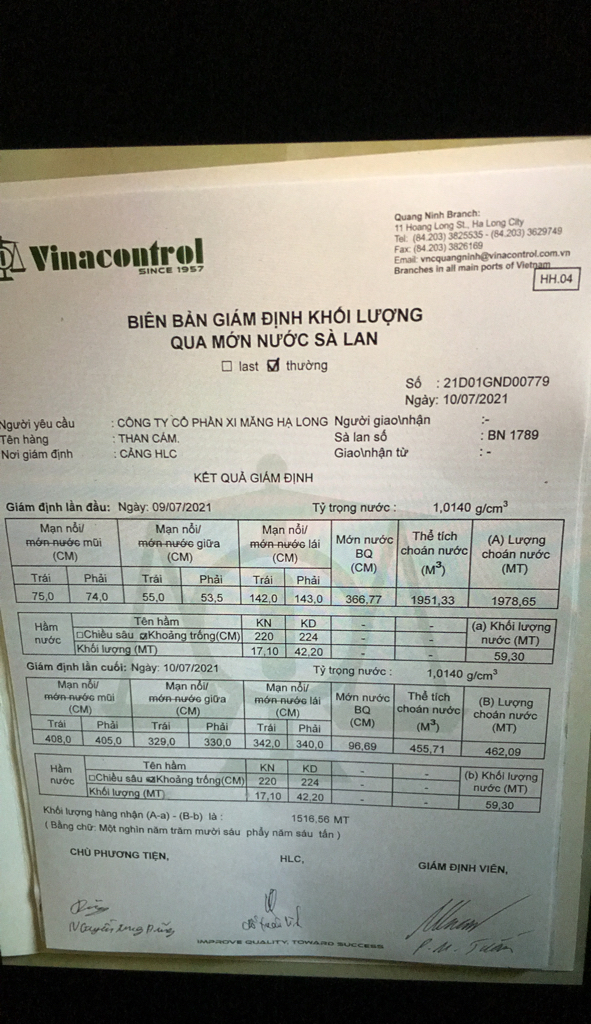 Vinacontrol
SINCE 1957
Quang Ninh Branch:
11 Hoang Long St., Ha Long City
Tel: (84.203) 3825535 - (84.203) 3629749
Fax: (84.203) 3826169
Email: vncquangninh@vinacontrol.com.vn
Branches in all main ports of Vietnam
HH.04
BIÊN BẢN GIÁM ĐỊNH KHỐI LƯỢNG
QUA MỚN NƯỚC SÀ LAN
☐ last ☑ thường
Số : 21D01GND00779
Ngày: 10/07/2021
Người yêu cầu : CÔNG TY CỔ PHẦN XI MĂNG HẠ LONG Người giao\nhận :-
Tên hàng : THAN CÁM. Sà lan số : BN 1789
Nơi giám định : CẢNG HLC Giao\nhận từ : -
KẾT QUẢ GIÁM ĐỊNH
Giám định lần đầu: Ngày: 09/07/2021 Tỷ trọng nước : 1,0140 g/cm³
Mạn nổi/ Mạn nổi/ Mạn nổi/ Mớn nước Thể tích (A) Lượng
mớn nước mũi mớn nước giữa mớn nước lái BQ choán nước choán nước
(CM) (CM) (CM) (CM) (M³) (MT)
Trái Phải Trái Phải Trái Phải
75,0 74,0 55,0 53,5 142,0 143,0 366,77 1951,33 1978,65
Hầm nước Tên hầm KN KD - - (a) Khối lượng
☐Chiều sâu ☑Khoảng trống(CM) 220 224 - - nước (MT)
Khối lượng (MT) 17,10 42,20 - - 59,30
Giám định lần cuối: Ngày: 10/07/2021 Tỷ trọng nước : 1,0140 g/cm³
Mạn nổi/ Mạn nổi/ Mạn nổi/ Mớn nước Thể tích (B) Lượng
mớn nước mũi mớn nước giữa mớn nước lái BQ choán nước choán nước
(CM) (CM) (CM) (CM) (M³) (MT)
Trái Phải Trái Phải Trái Phải
408,0 405,0 329,0 330,0 342,0 340,0 96,69 455,71 462,09
Hầm nước Tên hầm KN KD - - (b) Khối lượng
☐Chiều sâu ☑Khoảng trống(CM) 220 224 - - nước (MT)
Khối lượng (MT) 17,10 42,20 - - 59,30
Khối lượng hàng nhận (A-a) - (B-b) là : 1516,56 MT
( Bằng chữ: Một nghìn năm trăm mười sáu phẩy năm sáu tấn )
CHỦ PHƯƠNG TIỆN, HLC, GIÁM ĐỊNH VIÊN,
IMPROVE QUALITY, TOWARD SUCCESS